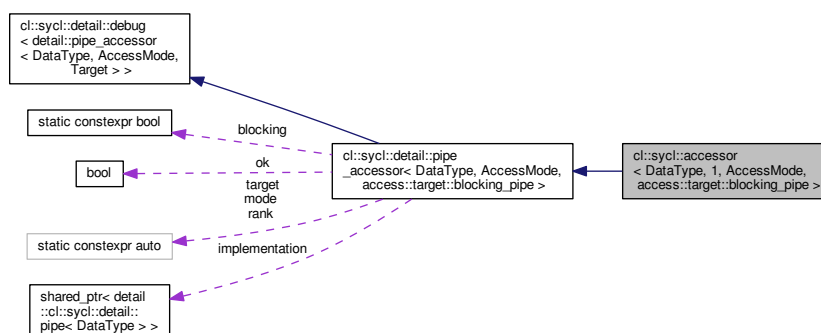 cl::sycl::detail::debug
< detail::pipe_accessor
< DataType, AccessMode,
Target > >
static constexpr bool
blocking
bool
ok
target
mode
rank
static constexpr auto
implementation
shared_ptr< detail
::cl::sycl::detail::
pipe< DataType > >
cl::sycl::detail::pipe
_accessor< DataType, AccessMode,
access::target::blocking_pipe >
cl::sycl::accessor
< DataType, 1, AccessMode,
access::target::blocking_pipe >